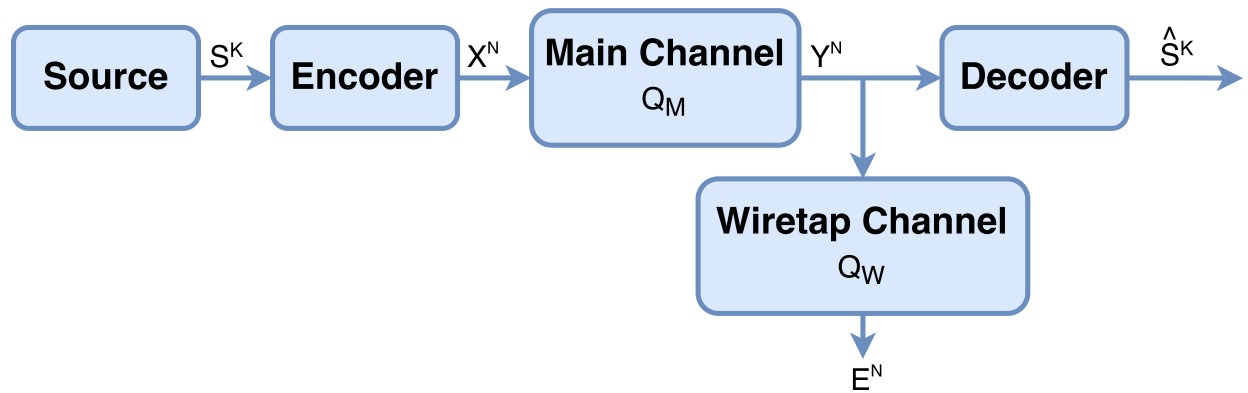 Source
S^K
Encoder
X^N
Main Channel
Q_M
Y^N
Decoder
Ŝ^K
Wiretap Channel
Q_W
E^N